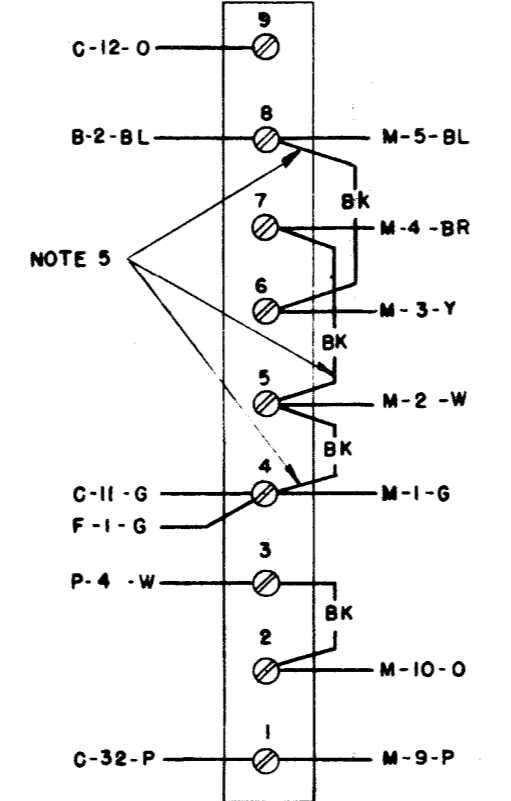 9
C-12-O
8
B-2-BL
M-5-BL
BK
7
M-4-BR
NOTE 5
6
M-3-Y
BK
5
M-2-W
BK
4
C-11-G
M-1-G
F-1-G
3
P-4-W
BK
2
M-10-O
1
C-32-P
M-9-P